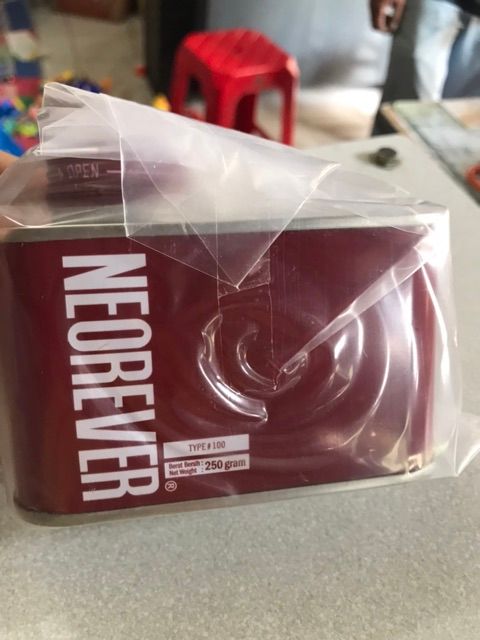 OPEN
NEOREVER
®
TYPE # 100
Berat Bersih : 250 gram
Net Weight :